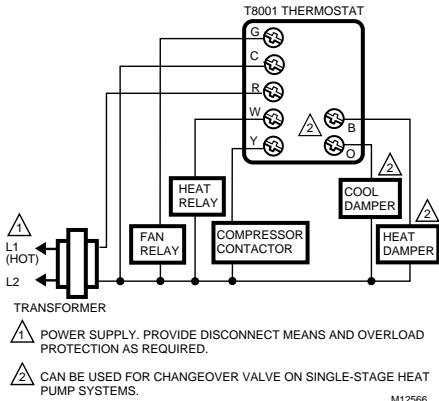 T8001 THERMOSTAT
G
C
R
W
Y
2
B
O
2
COOL
DAMPER
2
HEAT
DAMPER
HEAT
RELAY
FAN
RELAY
COMPRESSOR
CONTACTOR
1
L1
(HOT)
L2
TRANSFORMER
1 POWER SUPPLY. PROVIDE DISCONNECT MEANS AND OVERLOAD
PROTECTION AS REQUIRED.
2 CAN BE USED FOR CHANGEOVER VALVE ON SINGLE-STAGE HEAT
PUMP SYSTEMS.
M12566